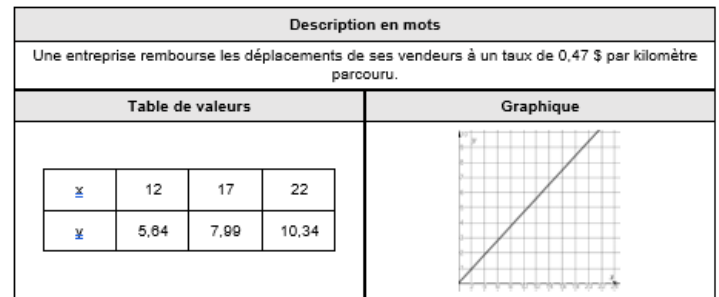 Description en mots
Une entreprise rembourse les déplacements de ses vendeurs à un taux de 0,47 $ par kilomètre
parcouru.
Table de valeurs
Graphique
x 12 17 22
y 5,64 7,99 10,34
y
x